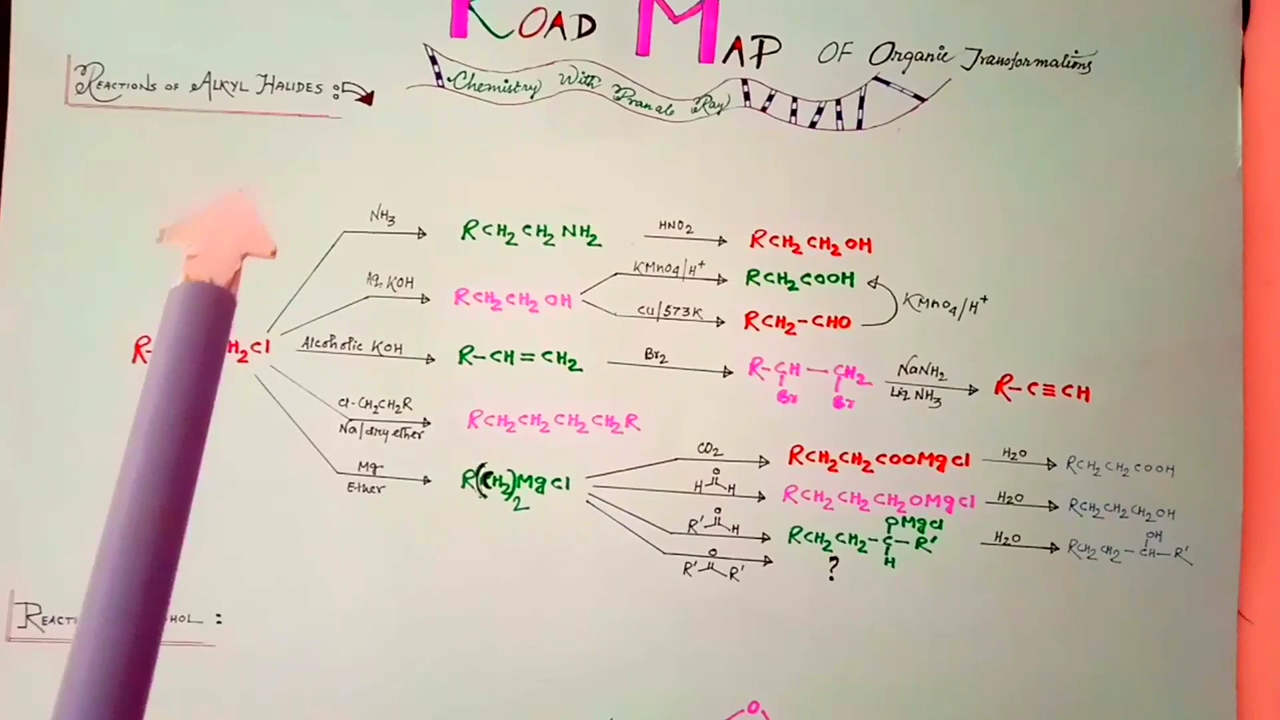 ROAD MAP OF Organic Transformations
Chemistry With Pranab Ray
REACTIONS OF ALKYL HALIDES :
NH3
RCH2CH2NH2
HNO2
RCH2CH2OH
Aq KOH
RCH2CH2OH
KMnO4/H+
RCH2COOH
Cu/573K
RCH2-CHO
KMnO4/H+
H2Cl
Alcoholic KOH
R-CH=CH2
Br2
R-CH-CH2
Br Br
NaNH2
Liq NH3
R-C≡CH
Cl-CH2CH2R
Na/dry ether
RCH2CH2CH2CH2R
Mg
Ether
R(CH2)2MgCl
CO2
RCH2CH2COOMgCl
H2O
RCH2CH2COOH
O
H H
RCH2CH2CH2OMgCl
H2O
RCH2CH2CH2OH
O
R' H
OMgCl
RCH2CH2-C-R'
H
H2O
OH
RCH2CH2-CH-R'
O
R' R'
?
:
O